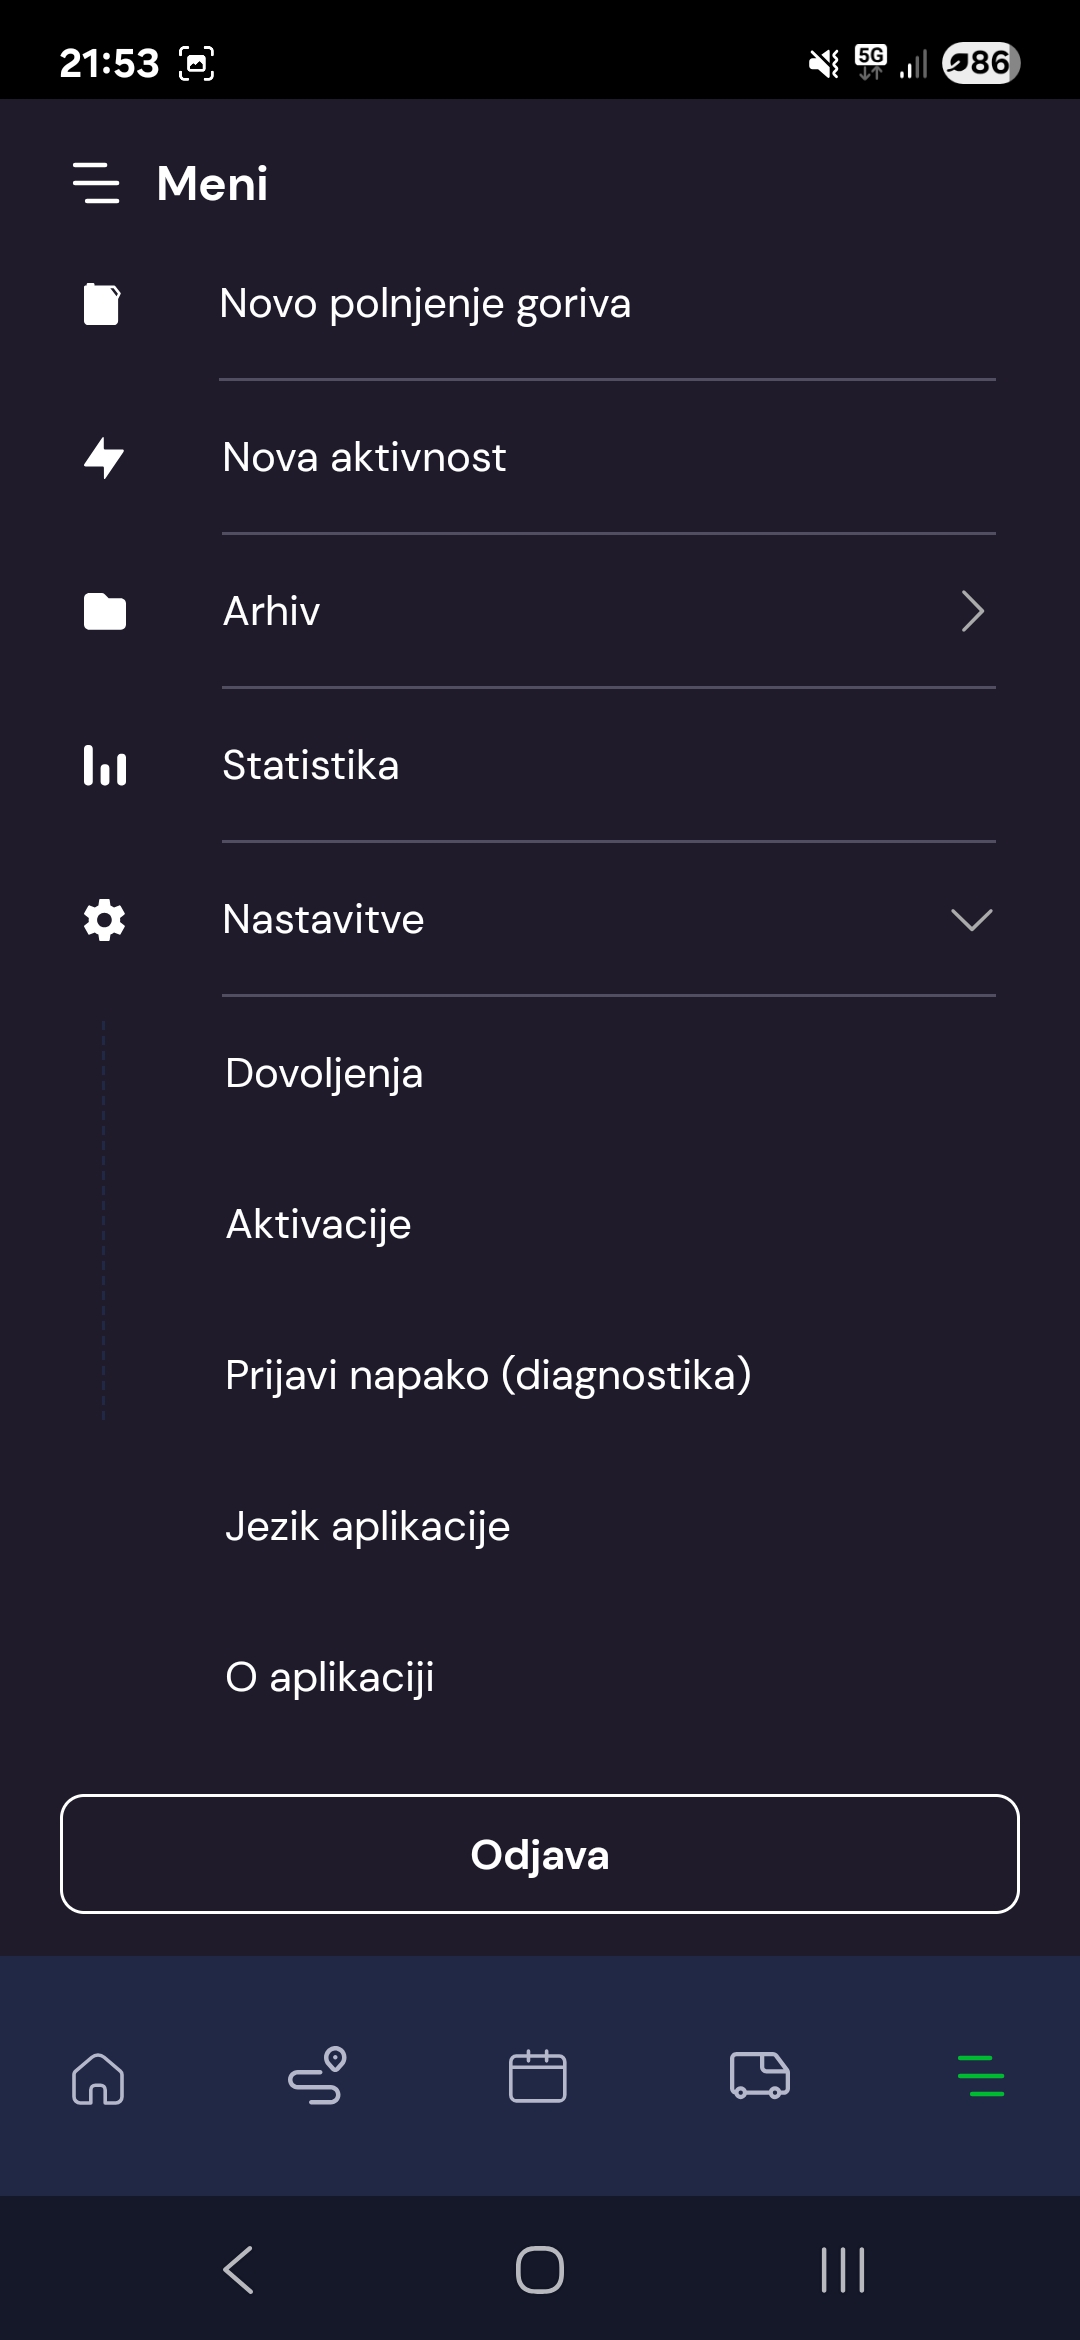 21:53
5G
86
Meni
Novo polnjenje goriva
Nova aktivnost
Arhiv
Statistika
Nastavitve
Dovoljenja
Aktivacije
Prijavi napako (diagnostika)
Jezik aplikacije
O aplikaciji
Odjava